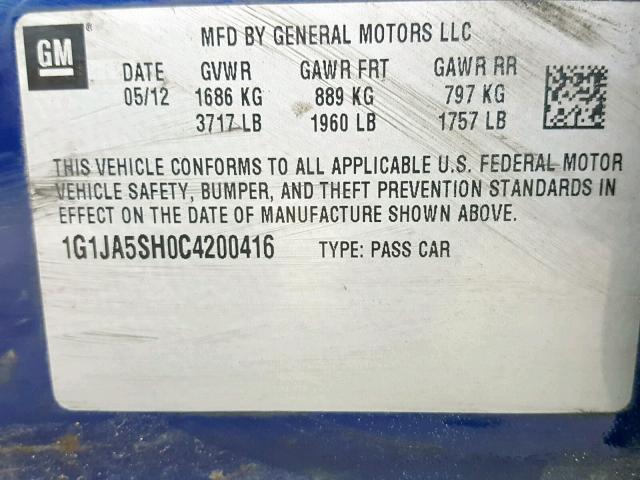 GM
MFD BY GENERAL MOTORS LLC
DATE GVWR GAWR FRT GAWR RR
05/12 1686 KG 889 KG 797 KG
3717 LB 1960 LB 1757 LB
THIS VEHICLE CONFORMS TO ALL APPLICABLE U.S. FEDERAL MOTOR
VEHICLE SAFETY, BUMPER, AND THEFT PREVENTION STANDARDS IN
EFFECT ON THE DATE OF MANUFACTURE SHOWN ABOVE.
1G1JA5SH0C4200416 TYPE: PASS CAR